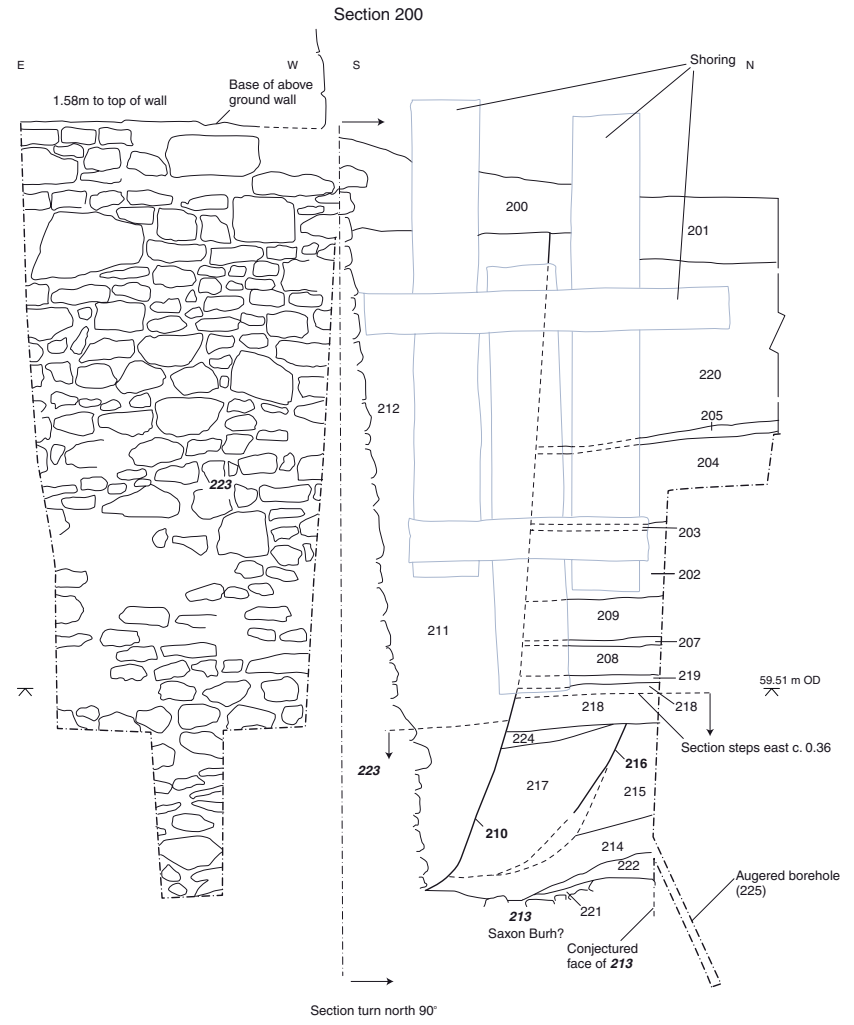 Section 200
E
W
S
Shoring
N
1.58m to top of wall
Base of above
ground wall
200
201
220
212
205
204
223
203
202
209
211
207
208
219
59.51 m OD
218
218
224
Section steps east c. 0.36
216
223
217
215
210
214
222
Augered borehole
(225)
213
221
Saxon Burh?
Conjectured
face of 213
Section turn north 90°